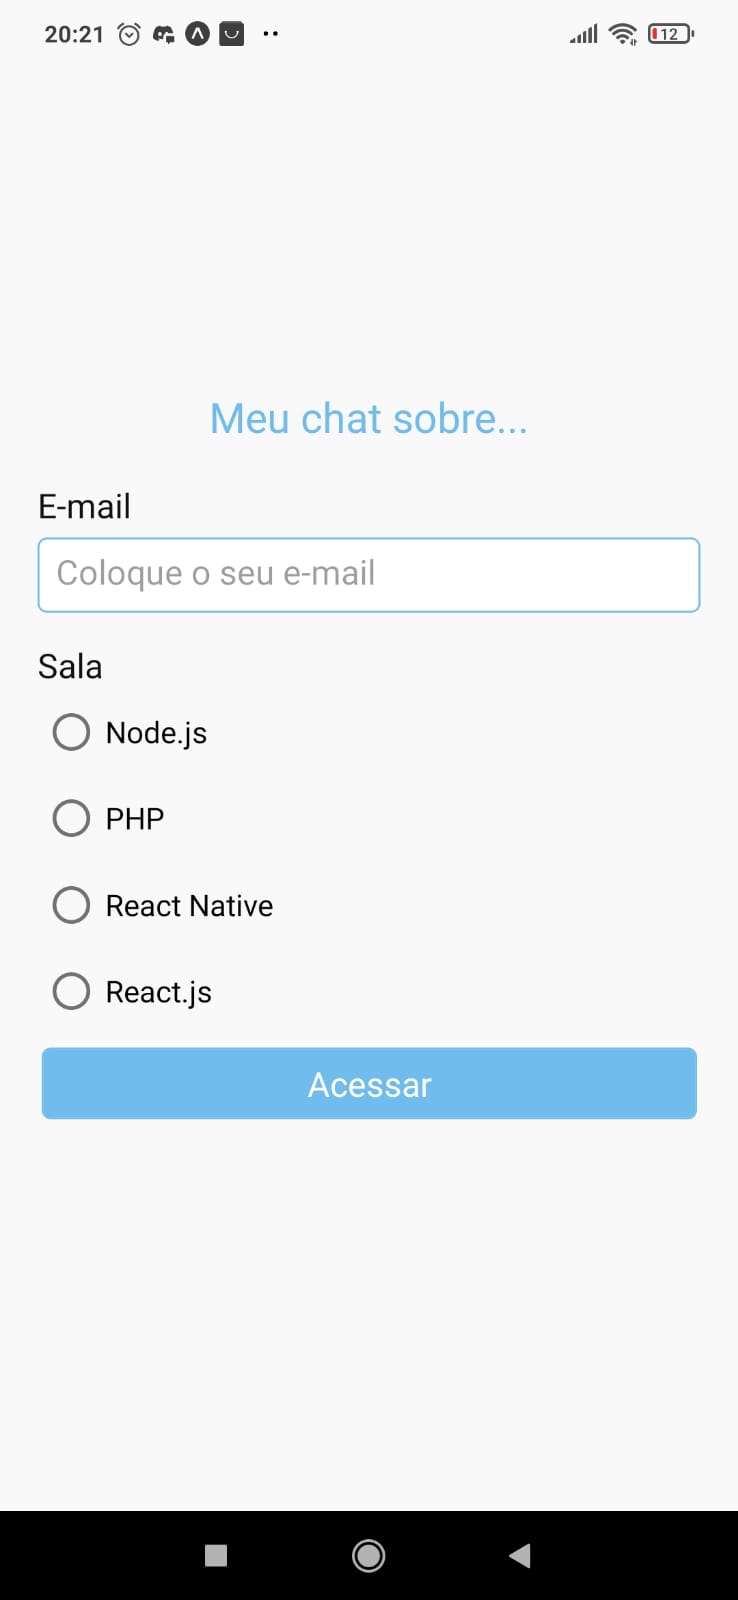 20:21
12
Meu chat sobre...
E-mail
Coloque o seu e-mail
Sala
Node.js
PHP
React Native
React.js
Acessar